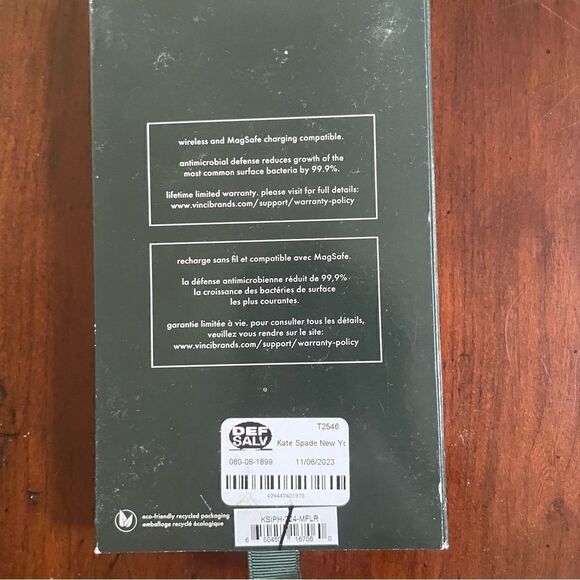 wireless and MagSafe charging compatible.
antimicrobial defense reduces growth of the
most common surface bacteria by 99.9%.
lifetime limited warranty. please visit for full details:
www.vincibrands.com/support/warranty-policy
recharge sans fil et compatible avec MagSafe.
la défense antimicrobienne réduit de 99,9%
la croissance des bactéries de surface
les plus courantes.
garantie limitée à vie. pour consulter tous les détails,
veuillez vous rendre sur le site:
www.vincibrands.com/support/warranty-policy
T2546
DEF
SALV
Kate Spade New Yo
080-08-1899 11/06/2023
eco-friendly recycled packaging
emballage recyclé écologique